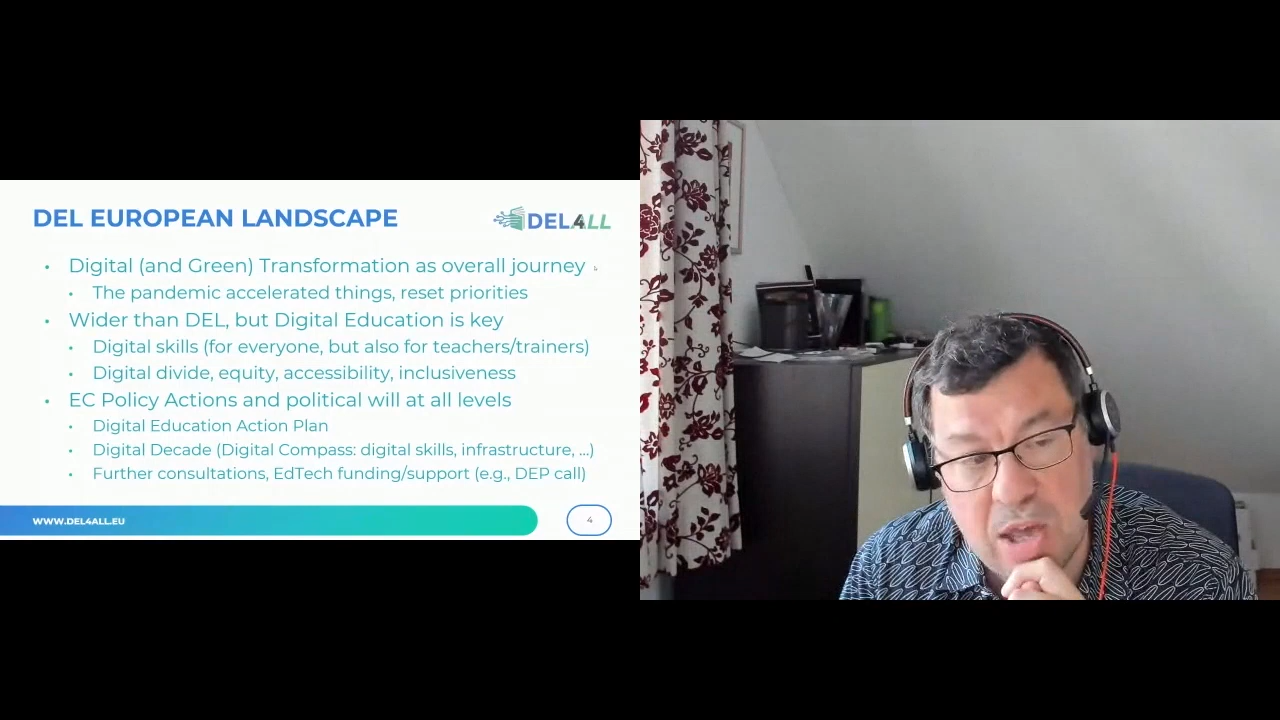 DEL EUROPEAN LANDSCAPE
DEL4ALL
• Digital (and Green) Transformation as overall journey
• The pandemic accelerated things, reset priorities
• Wider than DEL, but Digital Education is key
• Digital skills (for everyone, but also for teachers/trainers)
• Digital divide, equity, accessibility, inclusiveness
• EC Policy Actions and political will at all levels
• Digital Education Action Plan
• Digital Decade (Digital Compass: digital skills, infrastructure, ...)
• Further consultations, EdTech funding/support (e.g., DEP call)
WWW.DEL4ALL.EU
4